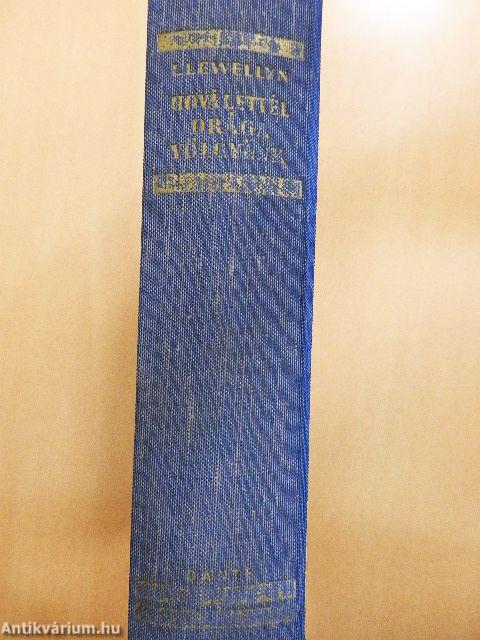 LLEWELLYN
HOVÁ LETTÉL
DRÁGA
VÖLGYÜNK
DANTE
Antikvárium.hu